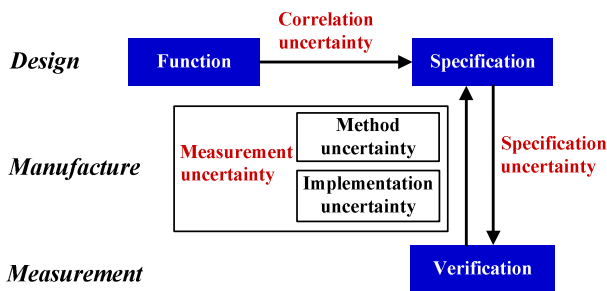 Correlation
uncertainty
Design
Function
Specification
Method
uncertainty
Measurement
uncertainty
Specification
uncertainty
Manufacture
Implementation
uncertainty
Measurement
Verification